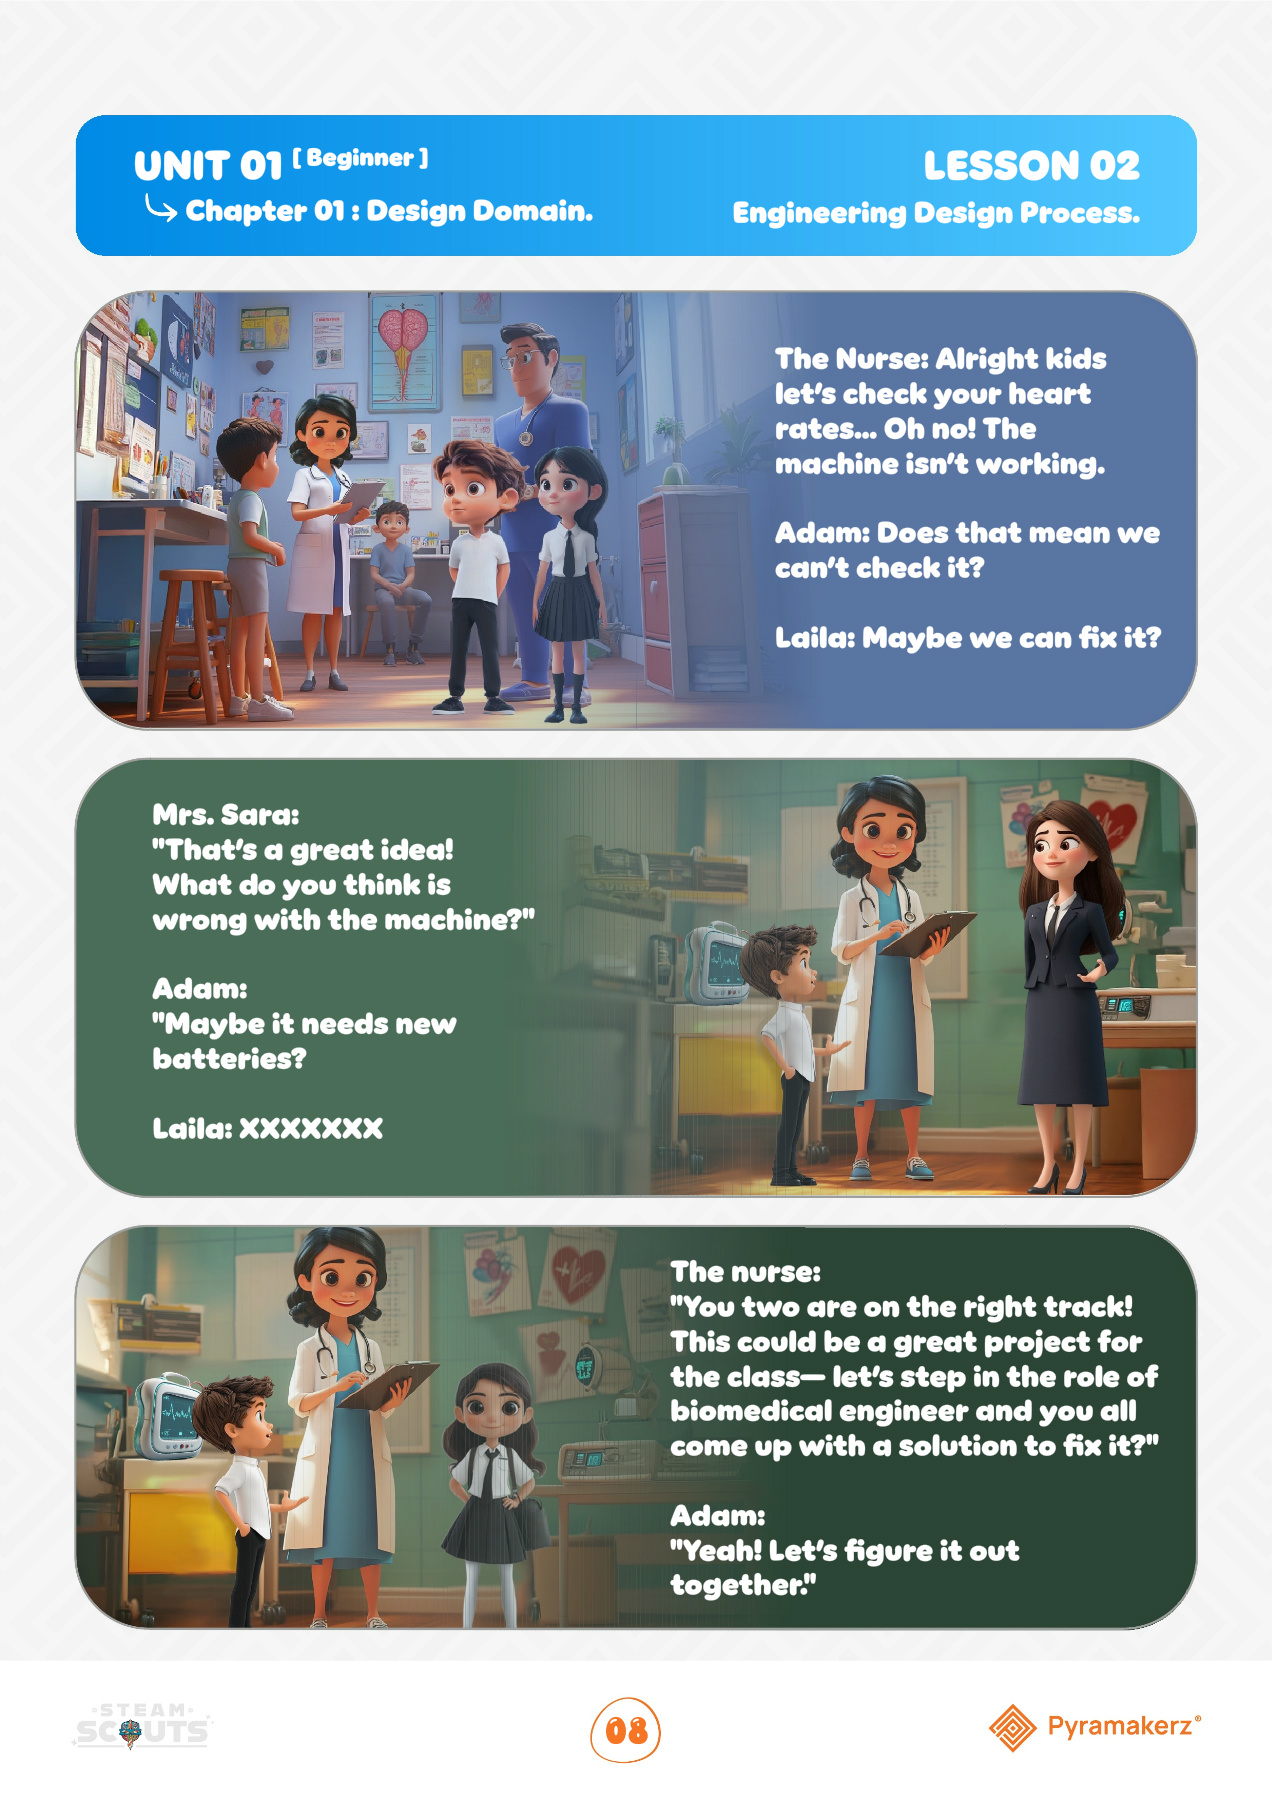 UNIT 01 [ Beginner ]
Chapter 01 : Design Domain.
LESSON 02
Engineering Design Process.
The Nurse: Alright kids
let's check your heart
rates... Oh no! The
machine isn't working.
Adam: Does that mean we
can't check it?
Laila: Maybe we can fix it?
Mrs. Sara:
"That's a great idea!
What do you think is
wrong with the machine?"
Adam:
"Maybe it needs new
batteries?
Laila: XXXXXXX
The nurse:
"You two are on the right track!
This could be a great project for
the class— let's step in the role of
biomedical engineer and you all
come up with a solution to fix it?"
Adam:
"Yeah! Let's figure it out
together."
STEAM
SCOUTS
08
Pyramakerz®